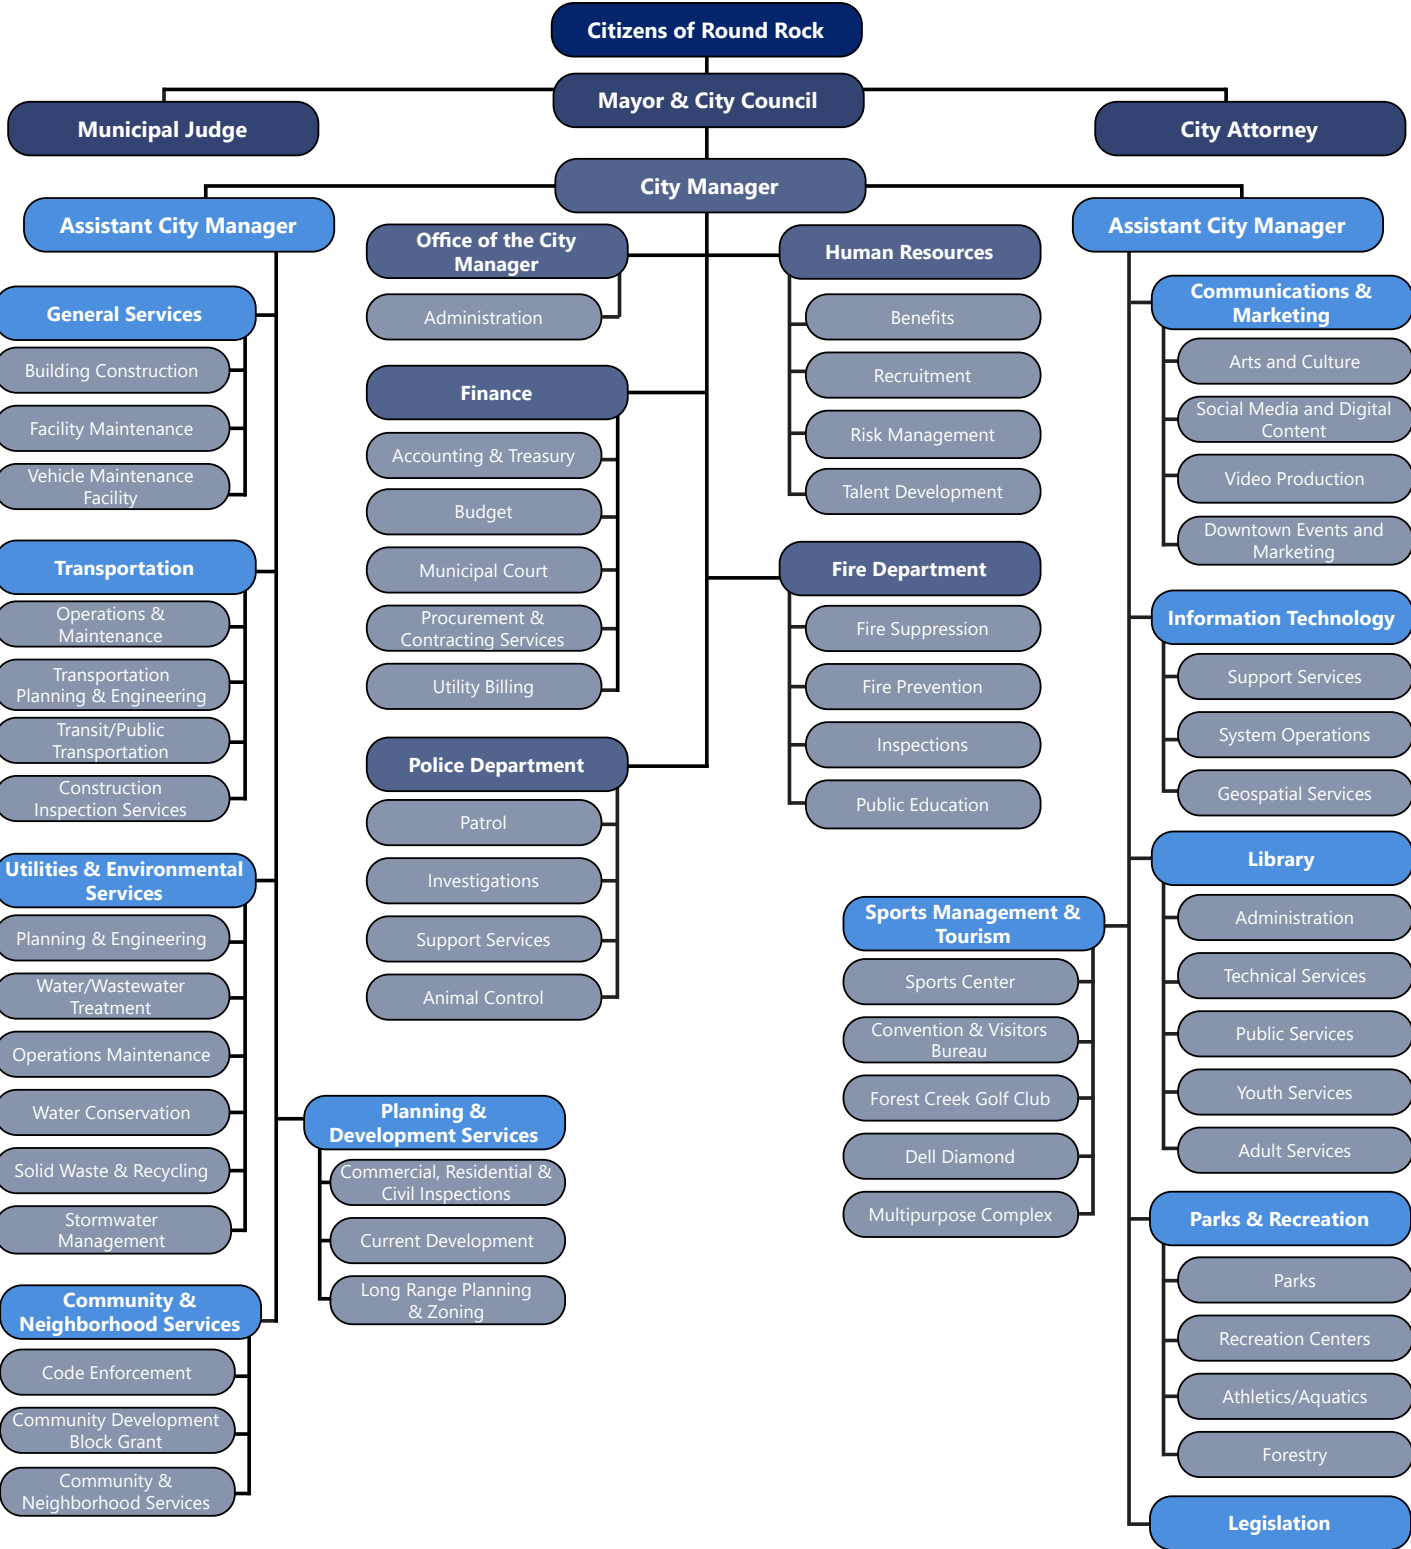 Citizens of Round Rock
Mayor & City Council
Municipal Judge
City Attorney
City Manager
Assistant City Manager
General Services
Building Construction
Facility Maintenance
Vehicle Maintenance
Facility
Transportation
Operations &
Maintenance
Transportation
Planning & Engineering
Transit/Public
Transportation
Construction
Inspection Services
Utilities & Environmental
Services
Planning & Engineering
Water/Wastewater
Treatment
Operations Maintenance
Water Conservation
Solid Waste & Recycling
Stormwater
Management
Community &
Neighborhood Services
Code Enforcement
Community Development
Block Grant
Community &
Neighborhood Services
Planning &
Development Services
Commercial, Residential &
Civil Inspections
Current Development
Long Range Planning
& Zoning
Office of the City
Manager
Administration
Finance
Accounting & Treasury
Budget
Municipal Court
Procurement &
Contracting Services
Utility Billing
Police Department
Patrol
Investigations
Support Services
Animal Control
Human Resources
Benefits
Recruitment
Risk Management
Talent Development
Fire Department
Fire Suppression
Fire Prevention
Inspections
Public Education
Assistant City Manager
Sports Management &
Tourism
Sports Center
Convention & Visitors
Bureau
Forest Creek Golf Club
Dell Diamond
Multipurpose Complex
Communications &
Marketing
Arts and Culture
Social Media and Digital
Content
Video Production
Downtown Events and
Marketing
Information Technology
Support Services
System Operations
Geospatial Services
Library
Administration
Technical Services
Public Services
Youth Services
Adult Services
Parks & Recreation
Parks
Recreation Centers
Athletics/Aquatics
Forestry
Legislation